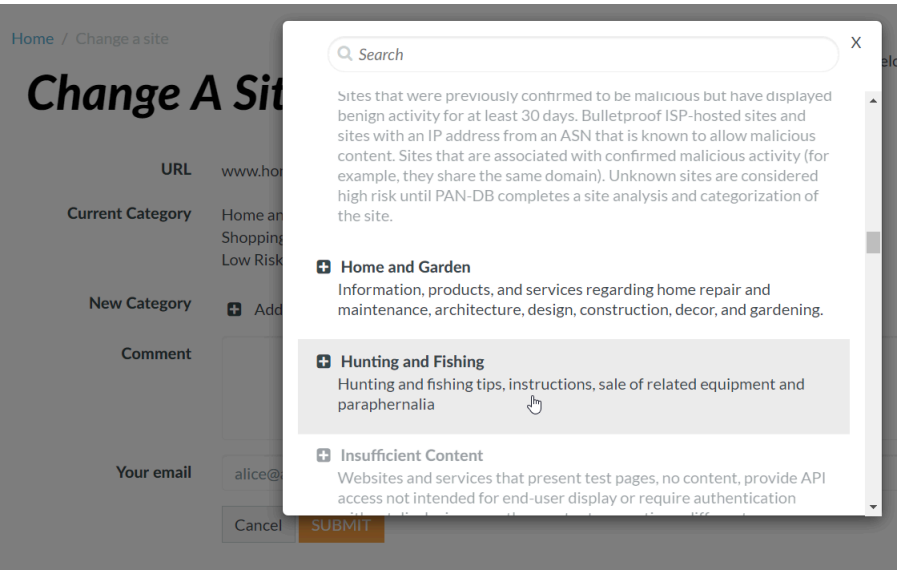 Home / Change a site
Change A Sit
URL
www.hor
Current Category
Home an
Shopping
Low Risk
New Category
Add
Comment
Your email
alice@a
Cancel
SUBMIT
Search
X
elc
Sites that were previously confirmed to be malicious but have displayed
benign activity for at least 30 days. Bulletproof ISP-hosted sites and
sites with an IP address from an ASN that is known to allow malicious
content. Sites that are associated with confirmed malicious activity (for
example, they share the same domain). Unknown sites are considered
high risk until PAN-DB completes a site analysis and categorization of
the site.
Home and Garden
Information, products, and services regarding home repair and
maintenance, architecture, design, construction, decor, and gardening.
Hunting and Fishing
Hunting and fishing tips, instructions, sale of related equipment and
paraphernalia
Insufficient Content
Websites and services that present test pages, no content, provide API
access not intended for end-user display or require authentication